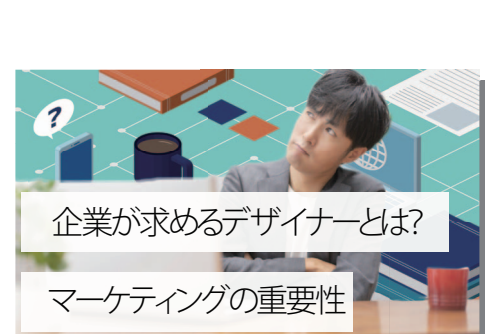 ?
企業が求めるデザイナーとは?
マーケティングの重要性